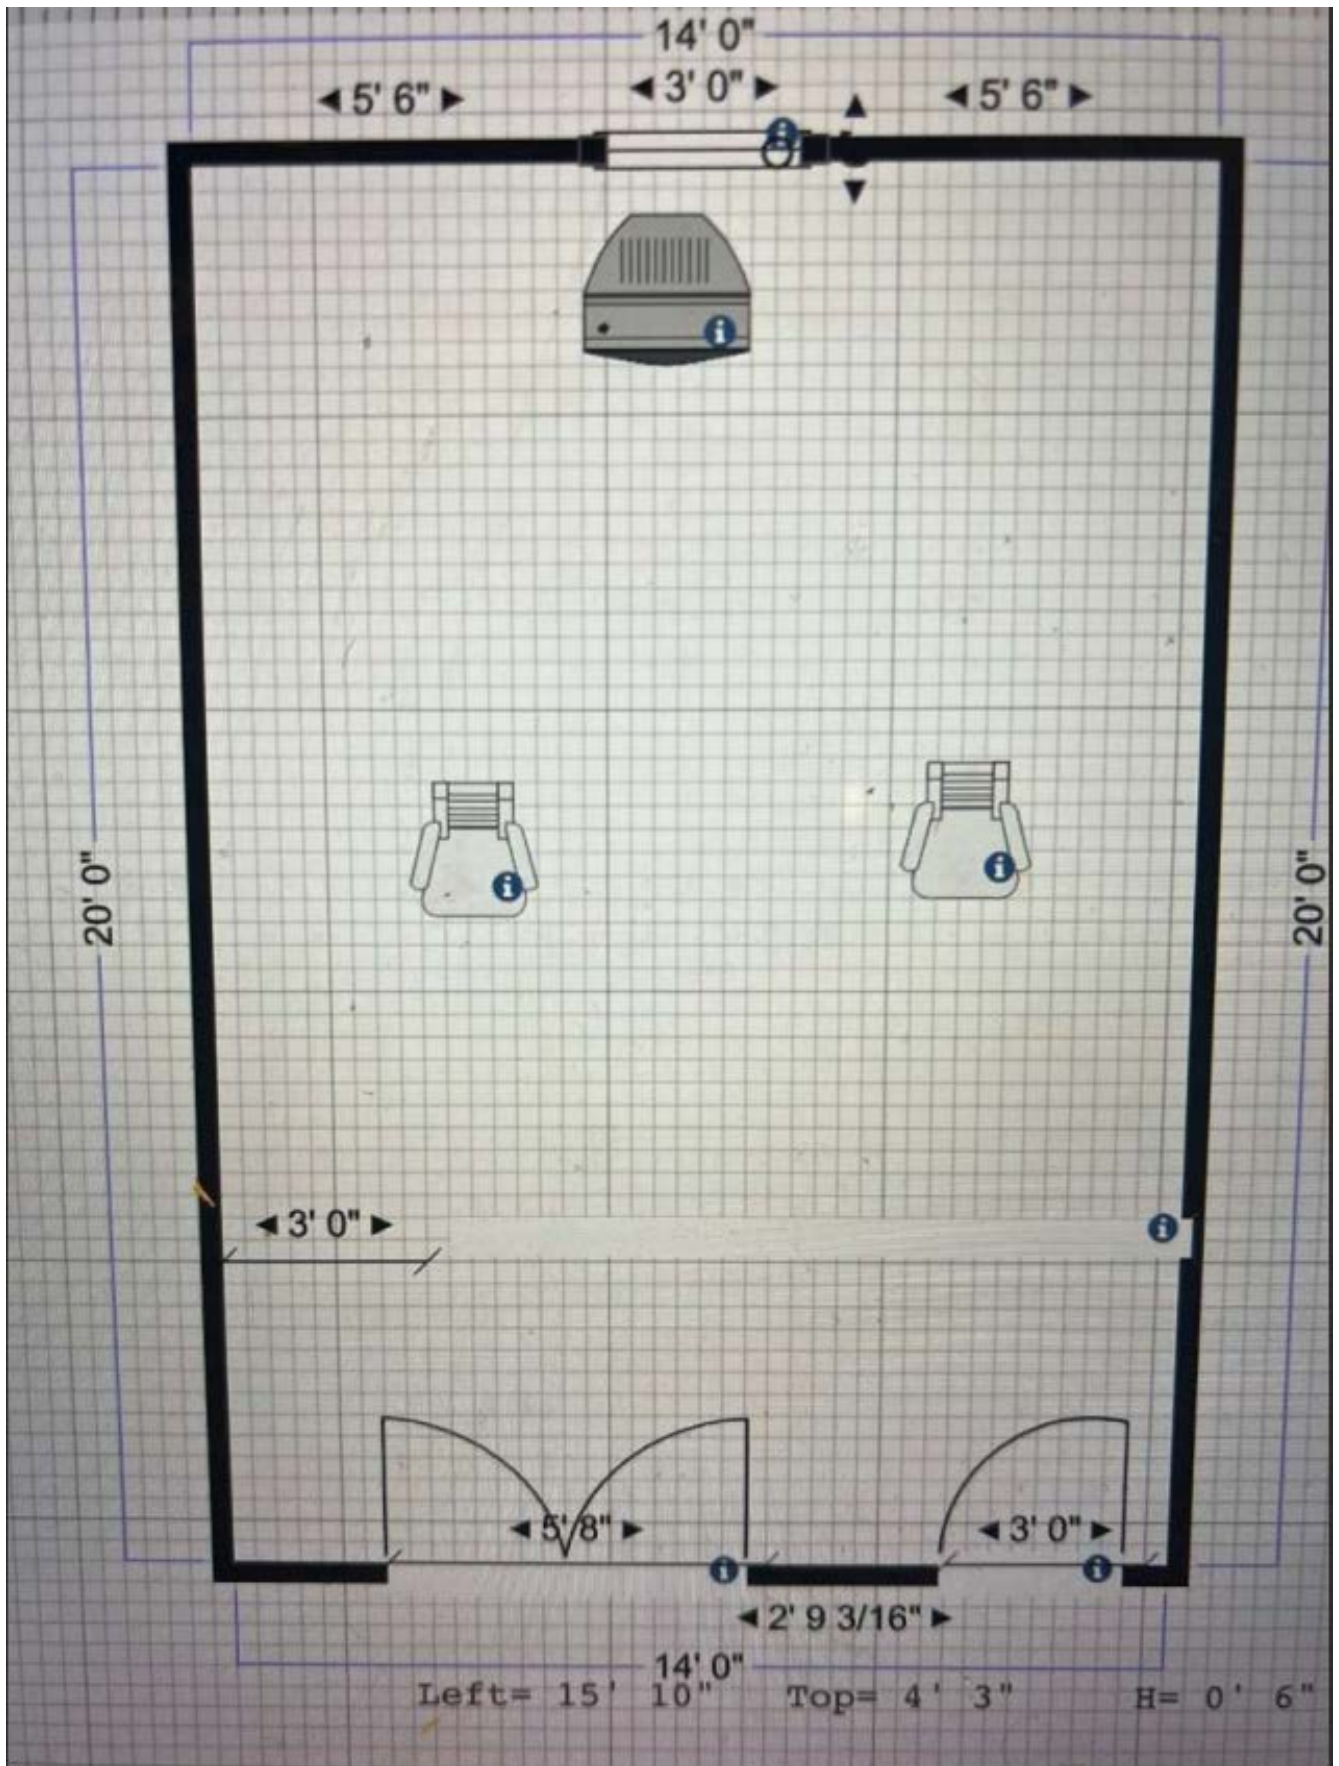 14' 0"
5' 6" 3' 0" 5' 6"
i
i
20' 0"
20' 0"
i
i
3' 0"
i
5' 8"
3' 0"
i
i
2' 9 3/16"
14' 0"
Left= 15' 10" Top= 4' 3" H= 0' 6"